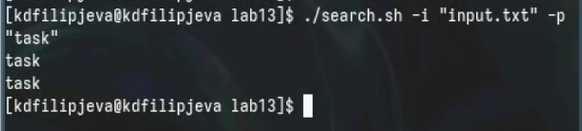 [kdfilipjeva@kdfilipjeva lab13]$ ./search.sh -i "input.txt" -p
"task"
task
task
[kdfilipjeva@kdfilipjeva lab13]$